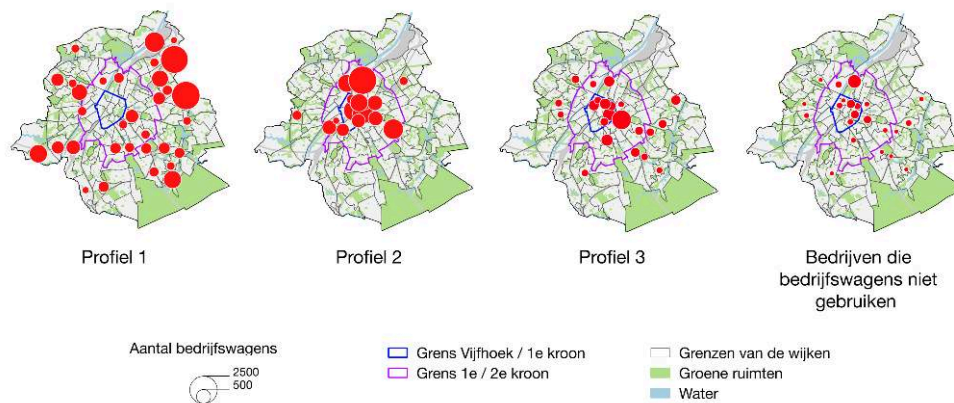 Profiel 1
Profiel 2
Profiel 3
Bedrijven die
bedrijfswagens niet
gebruiken
Aantal bedrijfswagens
2500
500
Grens Vijfhoek / 1e kroon
Grens 1e / 2e kroon
Grenzen van de wijken
Groene ruimten
Water